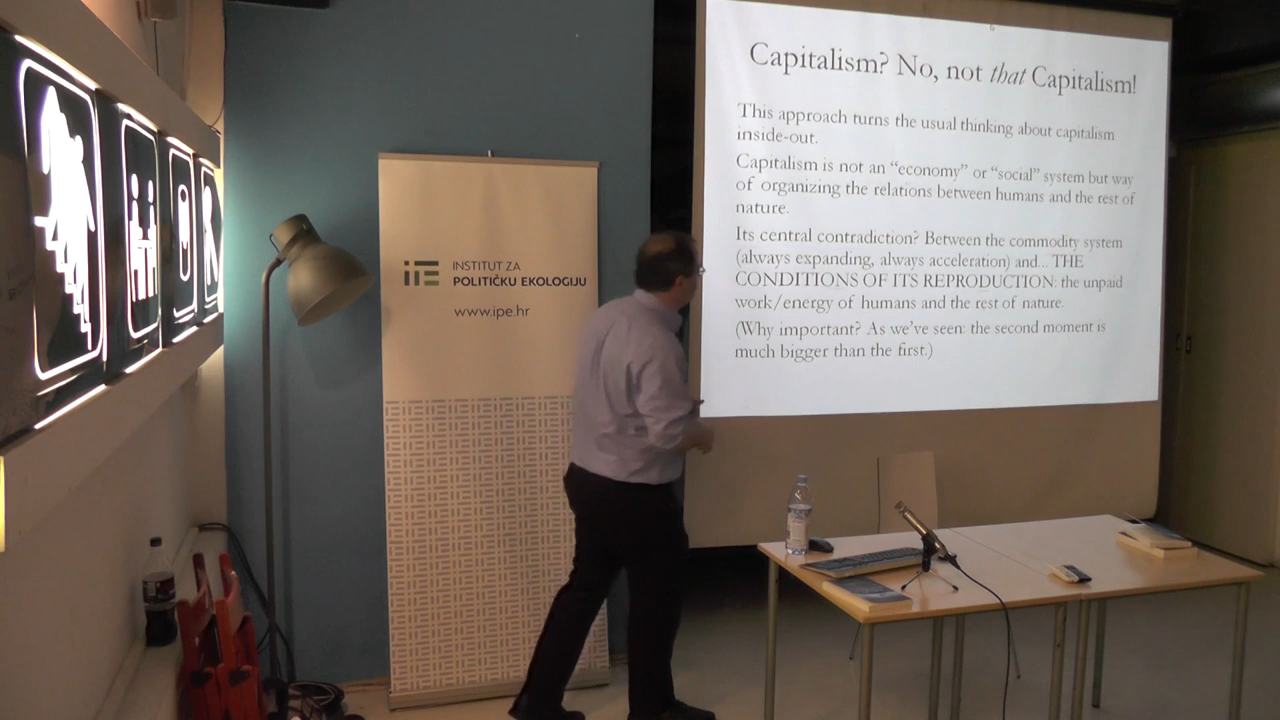 Capitalism? No, not that Capitalism!
This approach turns the usual thinking about capitalism
inside-out.
Capitalism is not an “economy” or “social” system but way
of organizing the relations between humans and the rest of
nature.
Its central contradiction? Between the commodity system
(always expanding, always acceleration) and... THE
CONDITIONS OF ITS REPRODUCTION: the unpaid
work/energy of humans and the rest of nature.
(Why important? As we’ve seen: the second moment is
much bigger than the first.)
INSTITUT ZA
POLITIČKU EKOLOGIJU
www.ipe.hr